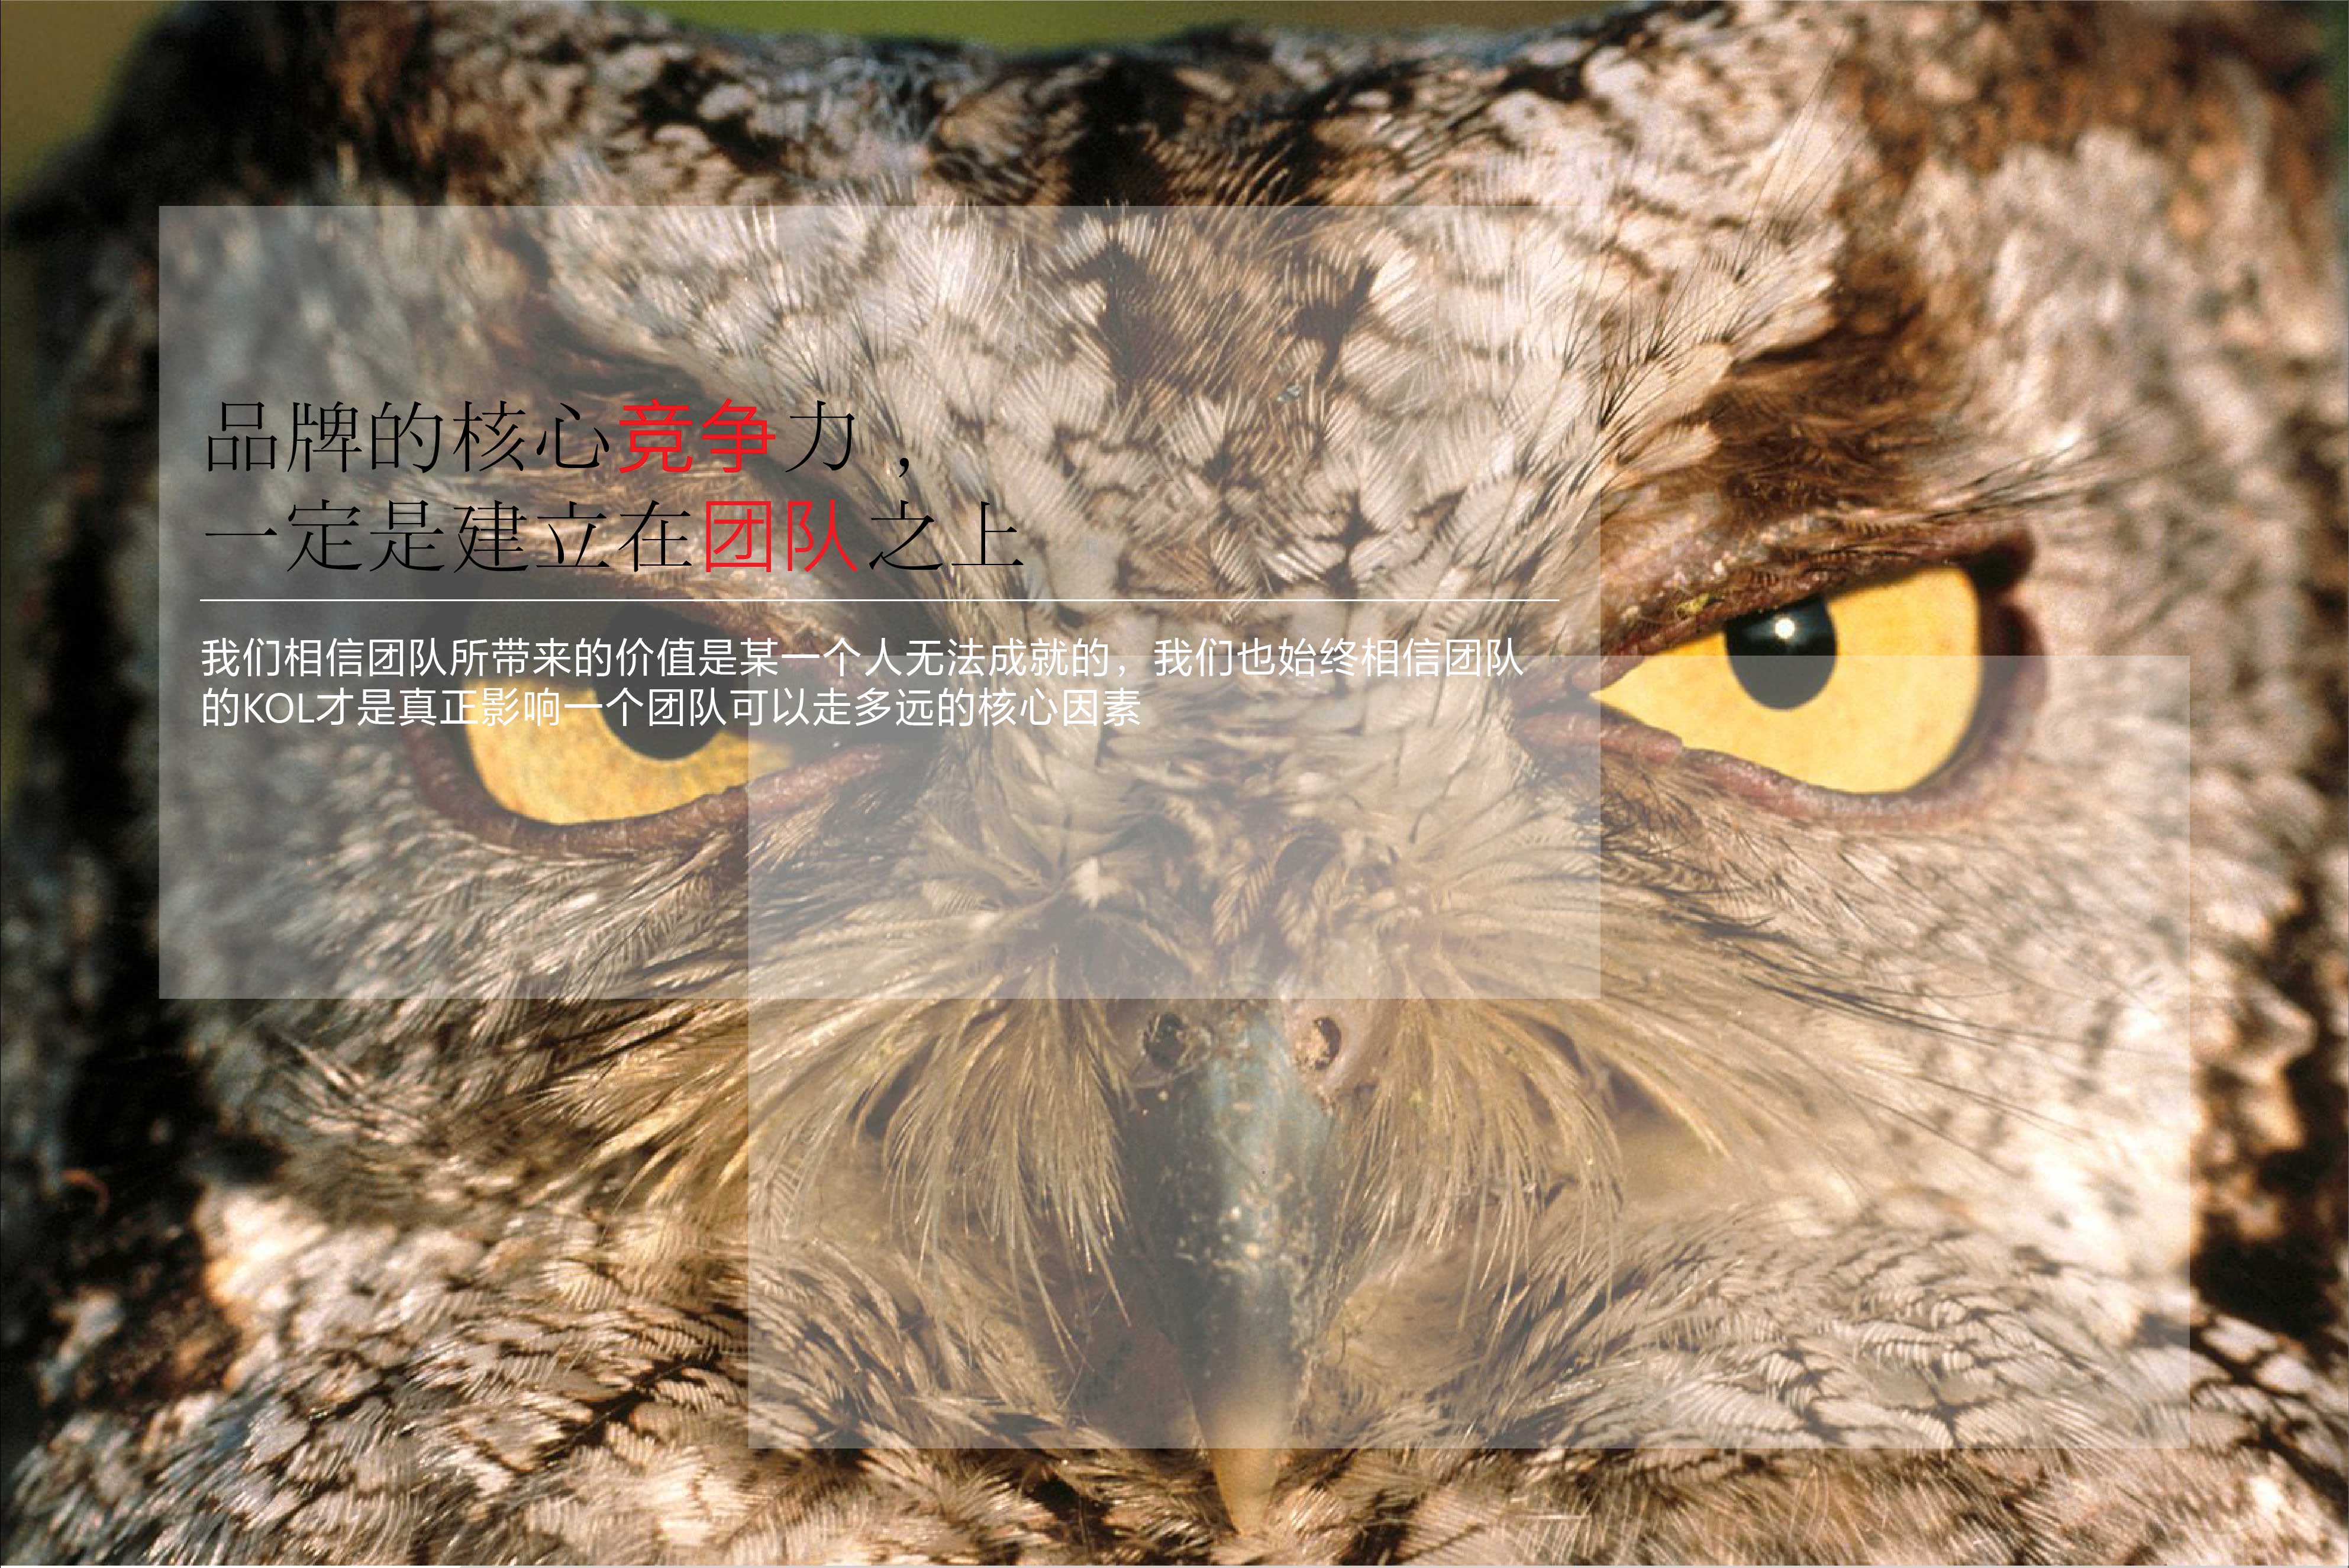 品牌的核心竞争力，
一定是建立在团队之上
我们相信团队所带来的价值是某一个人无法成就的，我们也始终相信团队
的KOL才是真正影响一个团队可以走多远的核心因素